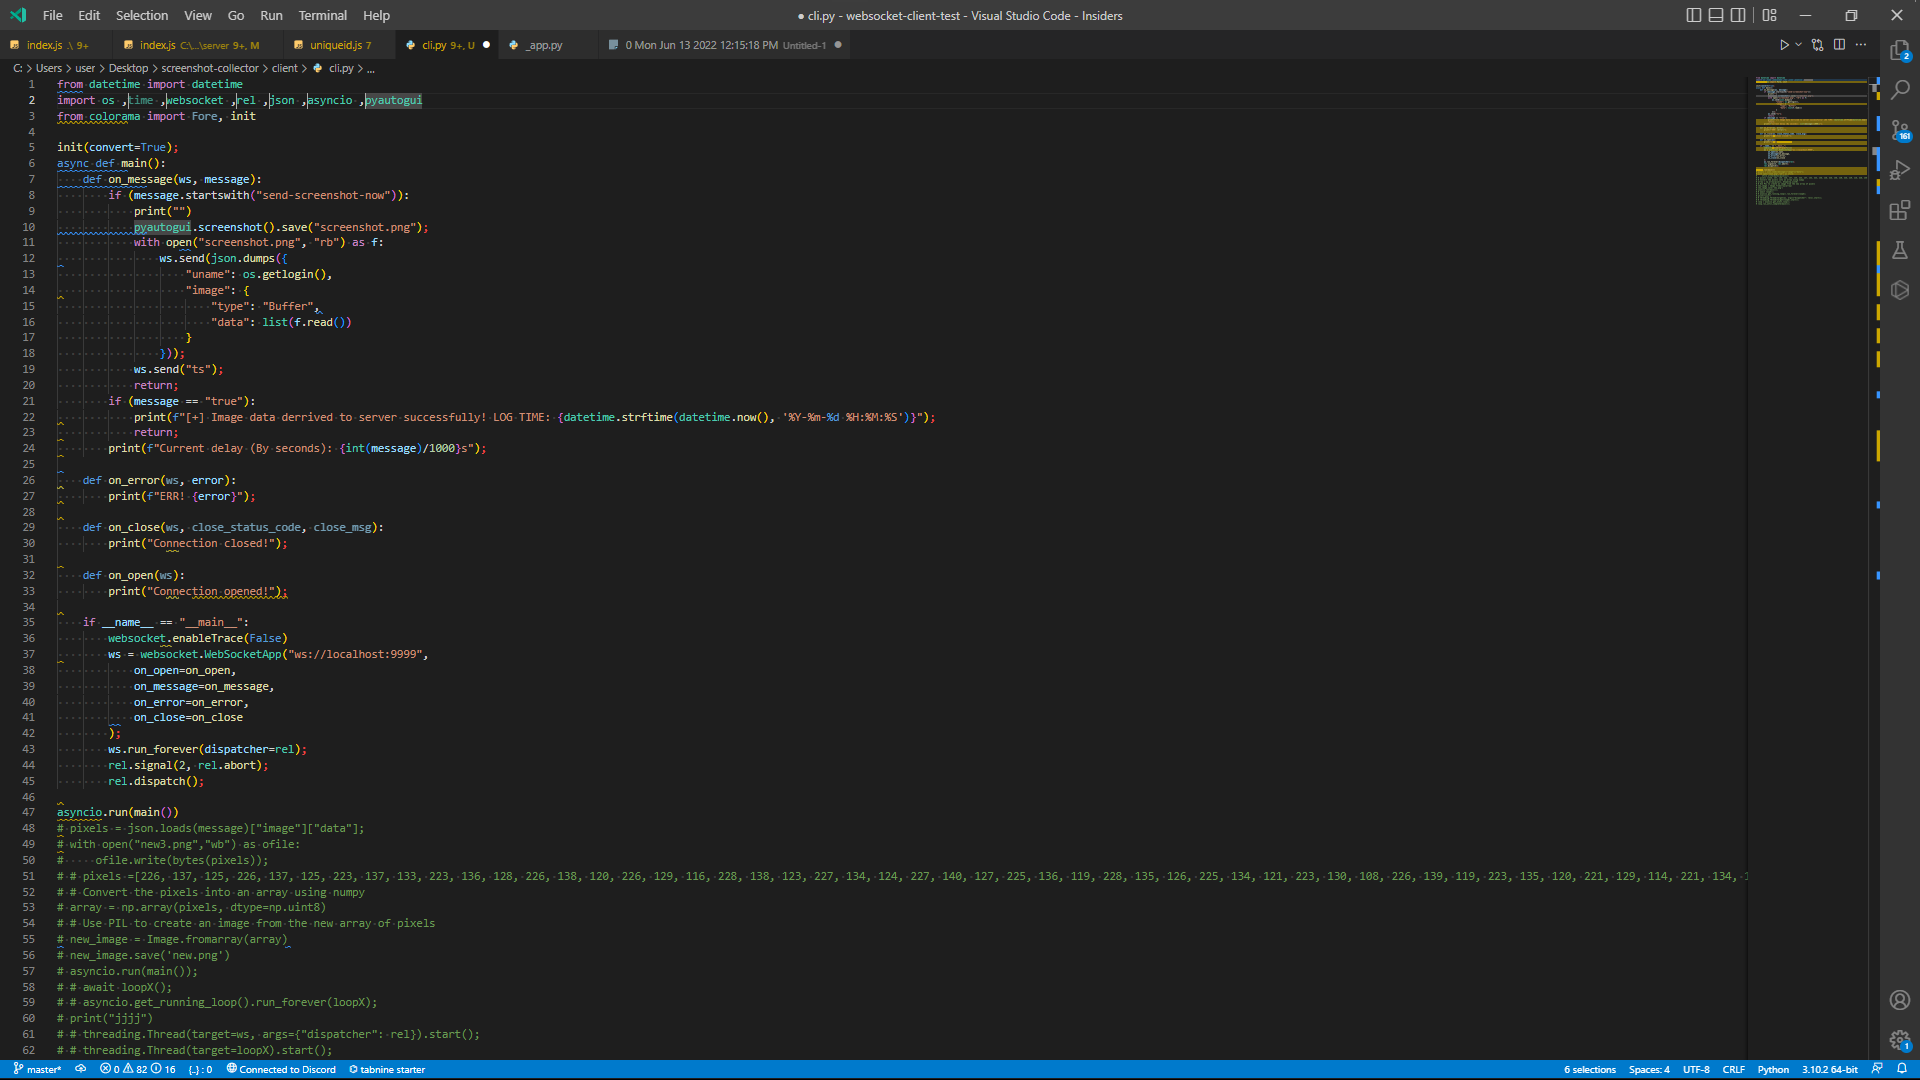 File Edit Selection View Go Run Terminal Help
● cli.py - websocket-client-test - Visual Studio Code - Insiders
index.js .\ 9+
index.js C:\...\server 9+, M
uniqueid.js 7
cli.py 9+, U
_app.py
0 Mon Jun 13 2022 12:15:18 PM Untitled-1
C: > Users > user > Desktop > screenshot-collector > client > cli.py > ...
1 from datetime import datetime
2 import os ,time ,websocket ,rel ,json ,asyncio ,pyautogui
3 from colorama import Fore, init
4
5 init(convert=True);
6 async def main():
7 def on_message(ws, message):
8 if (message.startswith("send-screenshot-now")):
9 print("")
10 pyautogui.screenshot().save("screenshot.png");
11 with open("screenshot.png", "rb") as f:
12 ws.send(json.dumps({
13 "uname": os.getlogin(),
14 "image": {
15 "type": "Buffer",
16 "data": list(f.read())
17 }
18 }));
19 ws.send("ts");
20 return;
21 if (message == "true"):
22 print(f"[+] Image data derrived to server successfully! LOG TIME: {datetime.strftime(datetime.now(), '%Y-%m-%d %H:%M:%S')}");
23 return;
24 print(f"Current delay (By seconds): {int(message)/1000}s");
25
26 def on_error(ws, error):
27 print(f"ERR! {error}");
28
29 def on_close(ws, close_status_code, close_msg):
30 print("Connection closed!");
31
32 def on_open(ws):
33 print("Connection opened!");
34
35 if __name__ == "__main__":
36 websocket.enableTrace(False)
37 ws = websocket.WebSocketApp("ws://localhost:9999",
38 on_open=on_open,
39 on_message=on_message,
40 on_error=on_error,
41 on_close=on_close
42 );
43 ws.run_forever(dispatcher=rel);
44 rel.signal(2, rel.abort);
45 rel.dispatch();
46
47 asyncio.run(main())
48 # pixels = json.loads(message)["image"]["data"];
49 # with open("new3.png","wb") as ofile:
50 # ofile.write(bytes(pixels));
51 # # pixels =[226, 137, 125, 226, 137, 125, 223, 137, 133, 223, 136, 128, 226, 138, 120, 226, 129, 116, 228, 138, 123, 227, 134, 124, 227, 140, 127, 225, 136, 119, 228, 135, 126, 225, 134, 121, 223, 130, 108, 226, 139, 119, 223, 135, 120, 221, 129, 114, 221, 134,
52 # # Convert the pixels into an array using numpy
53 # array = np.array(pixels, dtype=np.uint8)
54 # # Use PIL to create an image from the new array of pixels
55 # new_image = Image.fromarray(array)
56 # new_image.save('new.png')
57 # asyncio.run(main());
58 # # await loopX();
59 # # asyncio.get_running_loop().run_forever(loopX);
60 # print("jjjj")
61 # # threading.Thread(target=ws, args={"dispatcher": rel}).start();
62 # # threading.Thread(target=loopX).start();
2
161
1
master* 0 82 16 {..} : 0 Connected to Discord tabnine starter
6 selections Spaces: 4 UTF-8 CRLF Python 3.10.2 64-bit